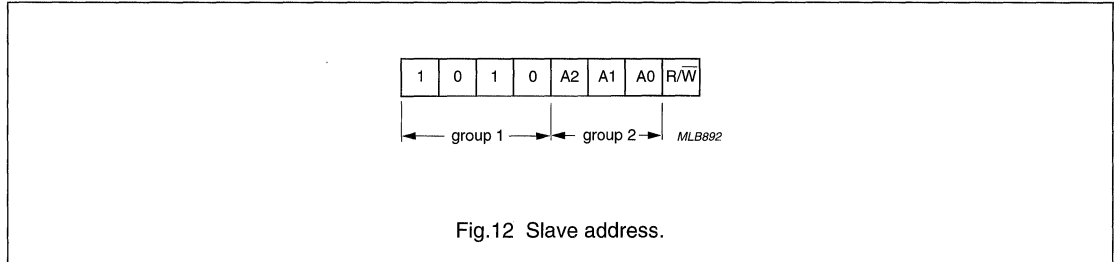 1 0 1 0 A2 A1 A0 R/W̅
group 1 group 2 MLB892
Fig.12 Slave address.